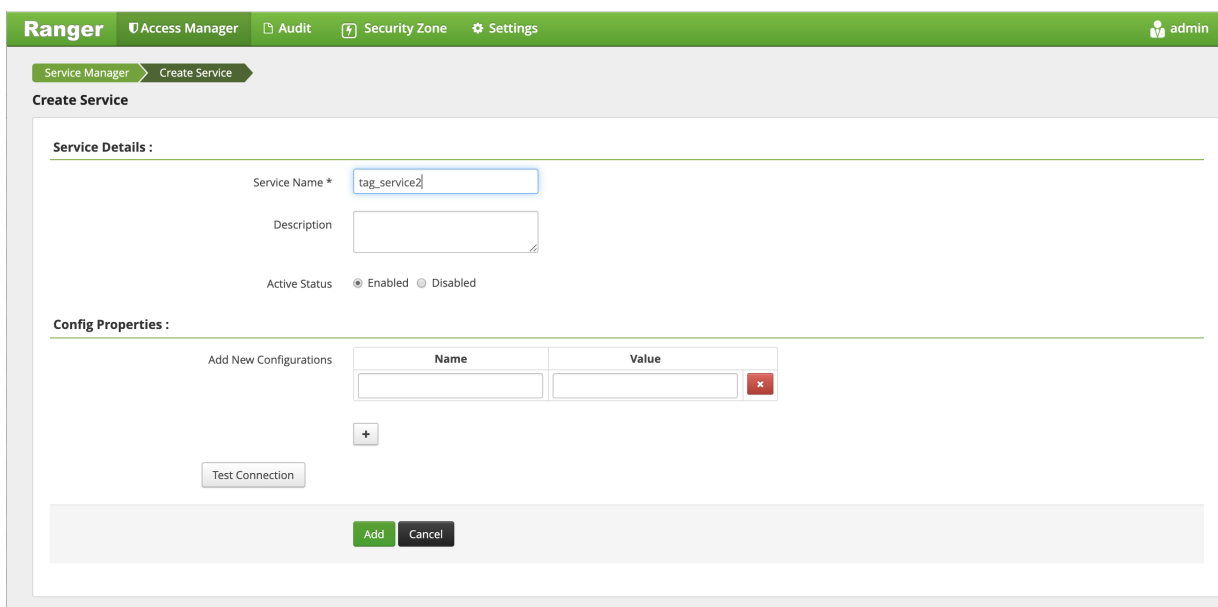 Ranger Access Manager Audit Security Zone Settings admin
Service Manager Create Service
Create Service
Service Details :
Service Name * tag_service2
Description
Active Status Enabled Disabled
Config Properties :
Add New Configurations Name Value
x
+
Test Connection
Add Cancel